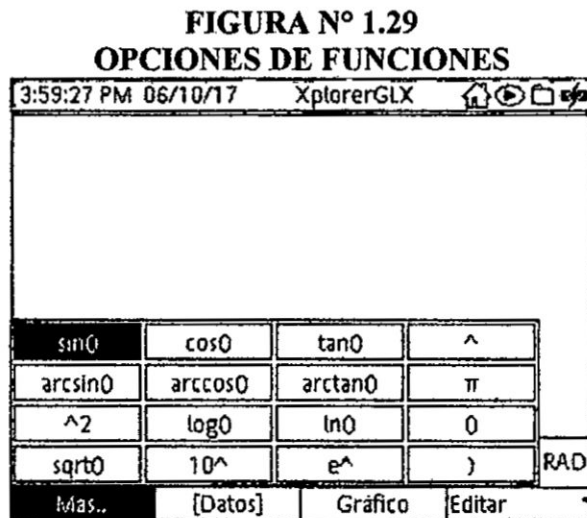 FIGURA N° 1.29
OPCIONES DE FUNCIONES
3:59:27 PM 06/10/17 XplorerGLX
sin() cos() tan() ^
arcsin() arccos() arctan() π
^2 log() ln() ()
sqrt() 10^ e^ )
RAD
Mas.. [Datos] Gráfico Editar